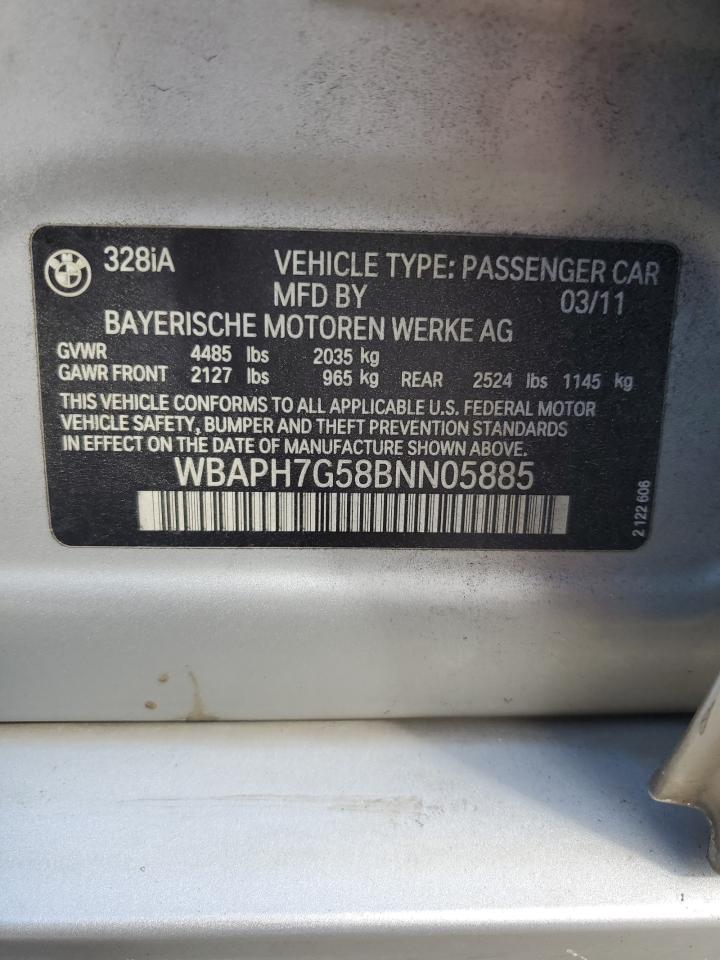 328iA VEHICLE TYPE: PASSENGER CAR
MFD BY 03/11
BAYERISCHE MOTOREN WERKE AG
GVWR 4485 lbs 2035 kg
GAWR FRONT 2127 lbs 965 kg REAR 2524 lbs 1145 kg
THIS VEHICLE CONFORMS TO ALL APPLICABLE U.S. FEDERAL MOTOR
VEHICLE SAFETY, BUMPER AND THEFT PREVENTION STANDARDS
IN EFFECT ON THE DATE OF MANUFACTURE SHOWN ABOVE.
WBAPH7G58BNN05885
2 122 606